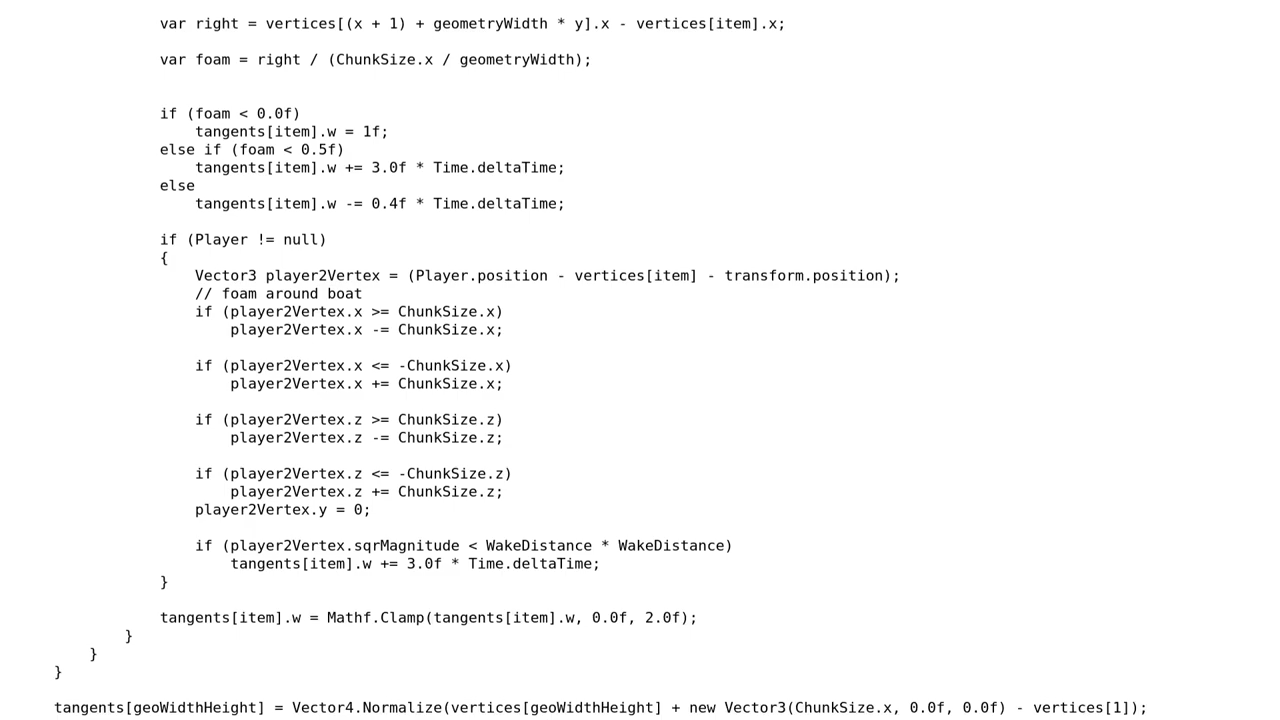 var right = vertices[(x + 1) + geometryWidth * y].x - vertices[item].x;
var foam = right / (ChunkSize.x / geometryWidth);
if (foam < 0.0f)
tangents[item].w = 1f;
else if (foam < 0.5f)
tangents[item].w += 3.0f * Time.deltaTime;
else
tangents[item].w -= 0.4f * Time.deltaTime;
if (Player != null)
{
Vector3 player2Vertex = (Player.position - vertices[item] - transform.position);
// foam around boat
if (player2Vertex.x >= ChunkSize.x)
player2Vertex.x -= ChunkSize.x;
if (player2Vertex.x <= -ChunkSize.x)
player2Vertex.x += ChunkSize.x;
if (player2Vertex.z >= ChunkSize.z)
player2Vertex.z -= ChunkSize.z;
if (player2Vertex.z <= -ChunkSize.z)
player2Vertex.z += ChunkSize.z;
player2Vertex.y = 0;
if (player2Vertex.sqrMagnitude < WakeDistance * WakeDistance)
tangents[item].w += 3.0f * Time.deltaTime;
}
tangents[item].w = Mathf.Clamp(tangents[item].w, 0.0f, 2.0f);
}
}
}
tangents[geoWidthHeight] = Vector4.Normalize(vertices[geoWidthHeight] + new Vector3(ChunkSize.x, 0.0f, 0.0f) - vertices[1]);